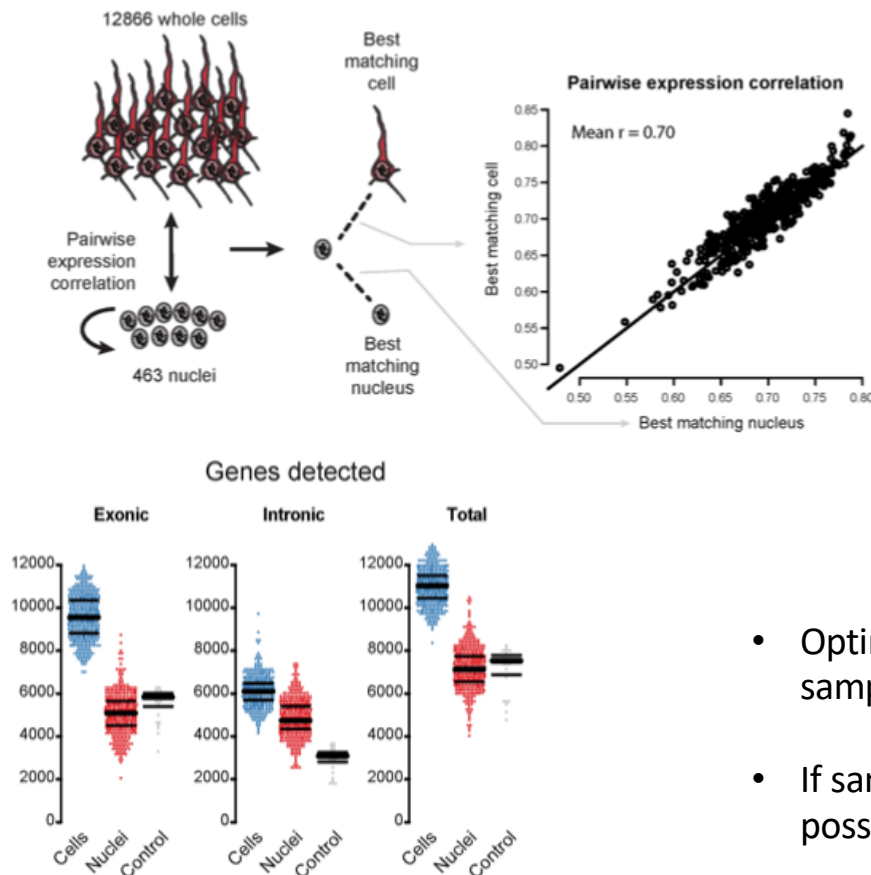 12866 whole cells
Best
matching
cell
Pairwise
expression
correlation
463 nuclei
Best
matching
nucleus
Pairwise expression correlation
Mean r = 0.70
Best matching cell
0.85
0.80
0.75
0.70
0.65
0.60
0.55
0.50
0.50 0.55 0.60 0.65 0.70 0.75 0.80
Best matching nucleus
Genes detected
Exonic
12000
10000
8000
6000
4000
2000
0
Cells Nuclei Control
Intronic
12000
10000
8000
6000
4000
2000
0
Cells Nuclei Control
Total
12000
10000
8000
6000
4000
2000
0
Cells Nuclei Control
•
•
If
poss